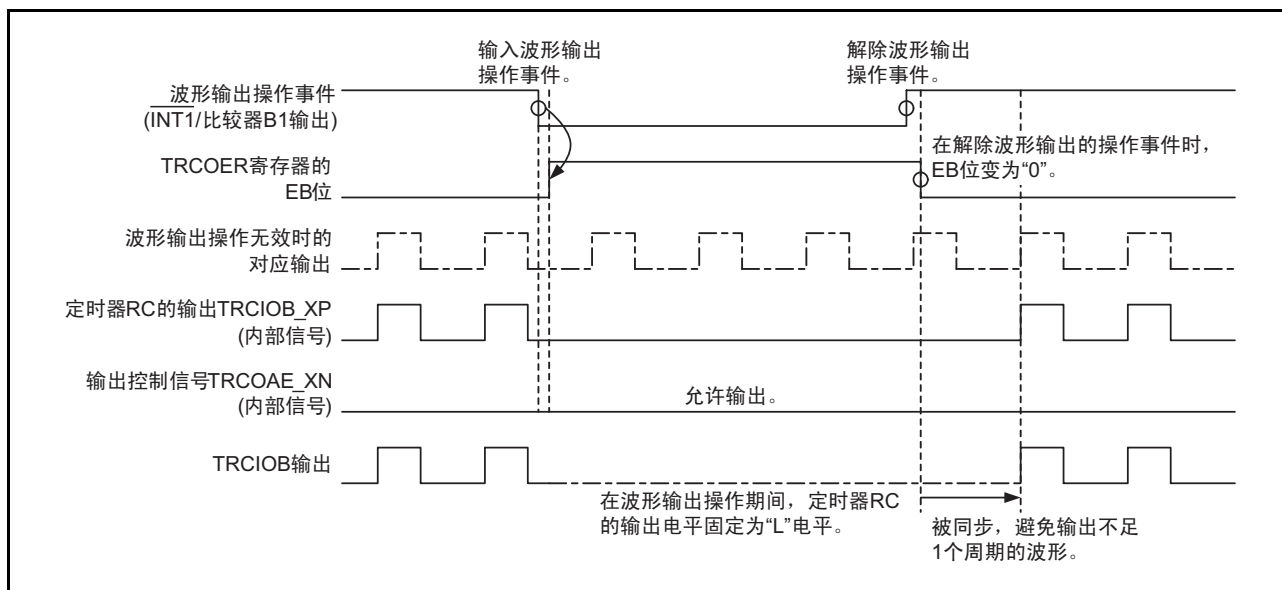 输入波形输出
操作事件。
解除波形输出
操作事件。
波形输出操作事件
(INT1/比较器B1输出)
在解除波形输出的操作事件时，
EB位变为“0”。
TRCOER寄存器的
EB位
波形输出操作无效时的
对应输出
定时器RC的输出TRCIOB_XP
(内部信号)
输出控制信号TRCOAE_XN
(内部信号)
允许输出。
TRCIOB输出
在波形输出操作期间，定时器RC
的输出电平固定为“L”电平。
被同步，避免输出不足
1个周期的波形。